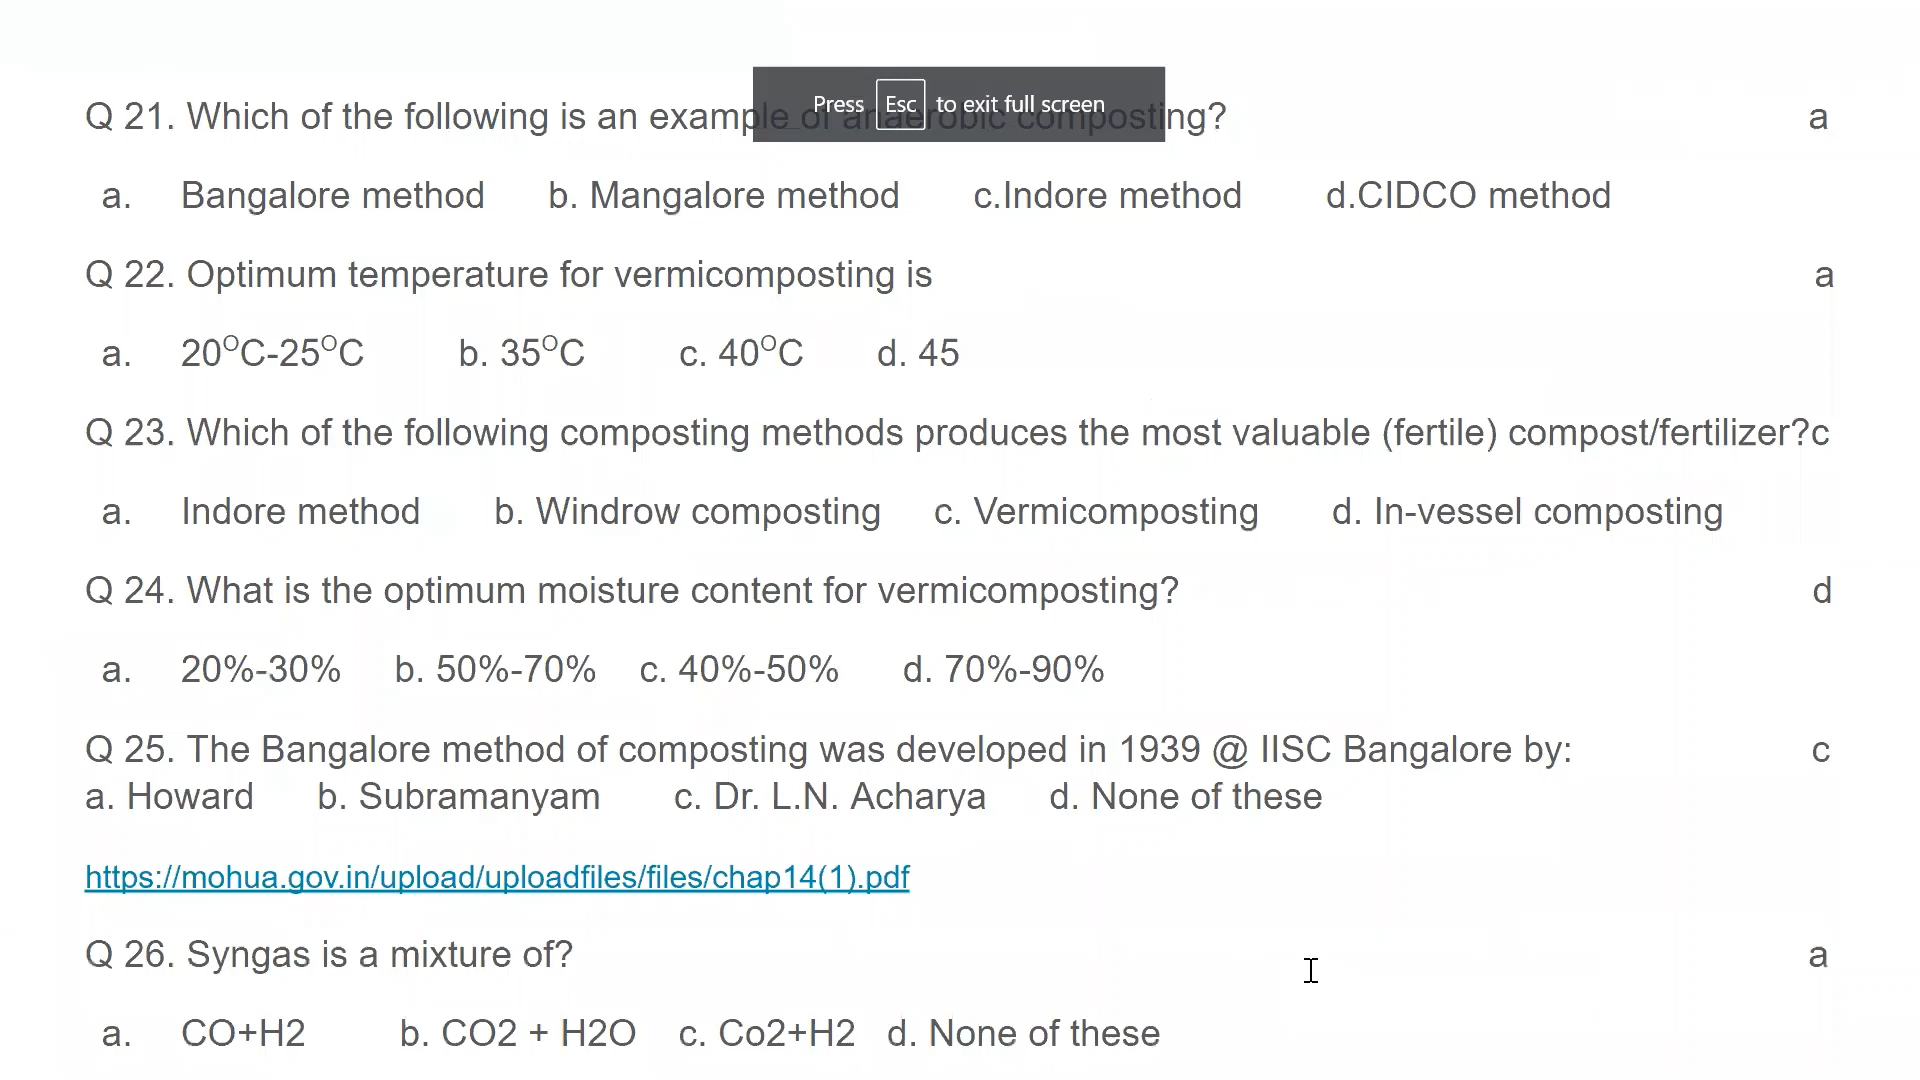 Press Esc to exit full screen
Q 21. Which of the following is an example of anaerobic composting? a
a. Bangalore method b. Mangalore method c.Indore method d.CIDCO method
Q 22. Optimum temperature for vermicomposting is a
a. 20°C-25°C b. 35°C c. 40°C d. 45
Q 23. Which of the following composting methods produces the most valuable (fertile) compost/fertilizer?c
a. Indore method b. Windrow composting c. Vermicomposting d. In-vessel composting
Q 24. What is the optimum moisture content for vermicomposting? d
a. 20%-30% b. 50%-70% c. 40%-50% d. 70%-90%
Q 25. The Bangalore method of composting was developed in 1939 @ IISC Bangalore by: c
a. Howard b. Subramanyam c. Dr. L.N. Acharya d. None of these
https://mohua.gov.in/upload/uploadfiles/files/chap14(1).pdf
Q 26. Syngas is a mixture of? a
a. CO+H2 b. CO2 + H2O c. Co2+H2 d. None of these